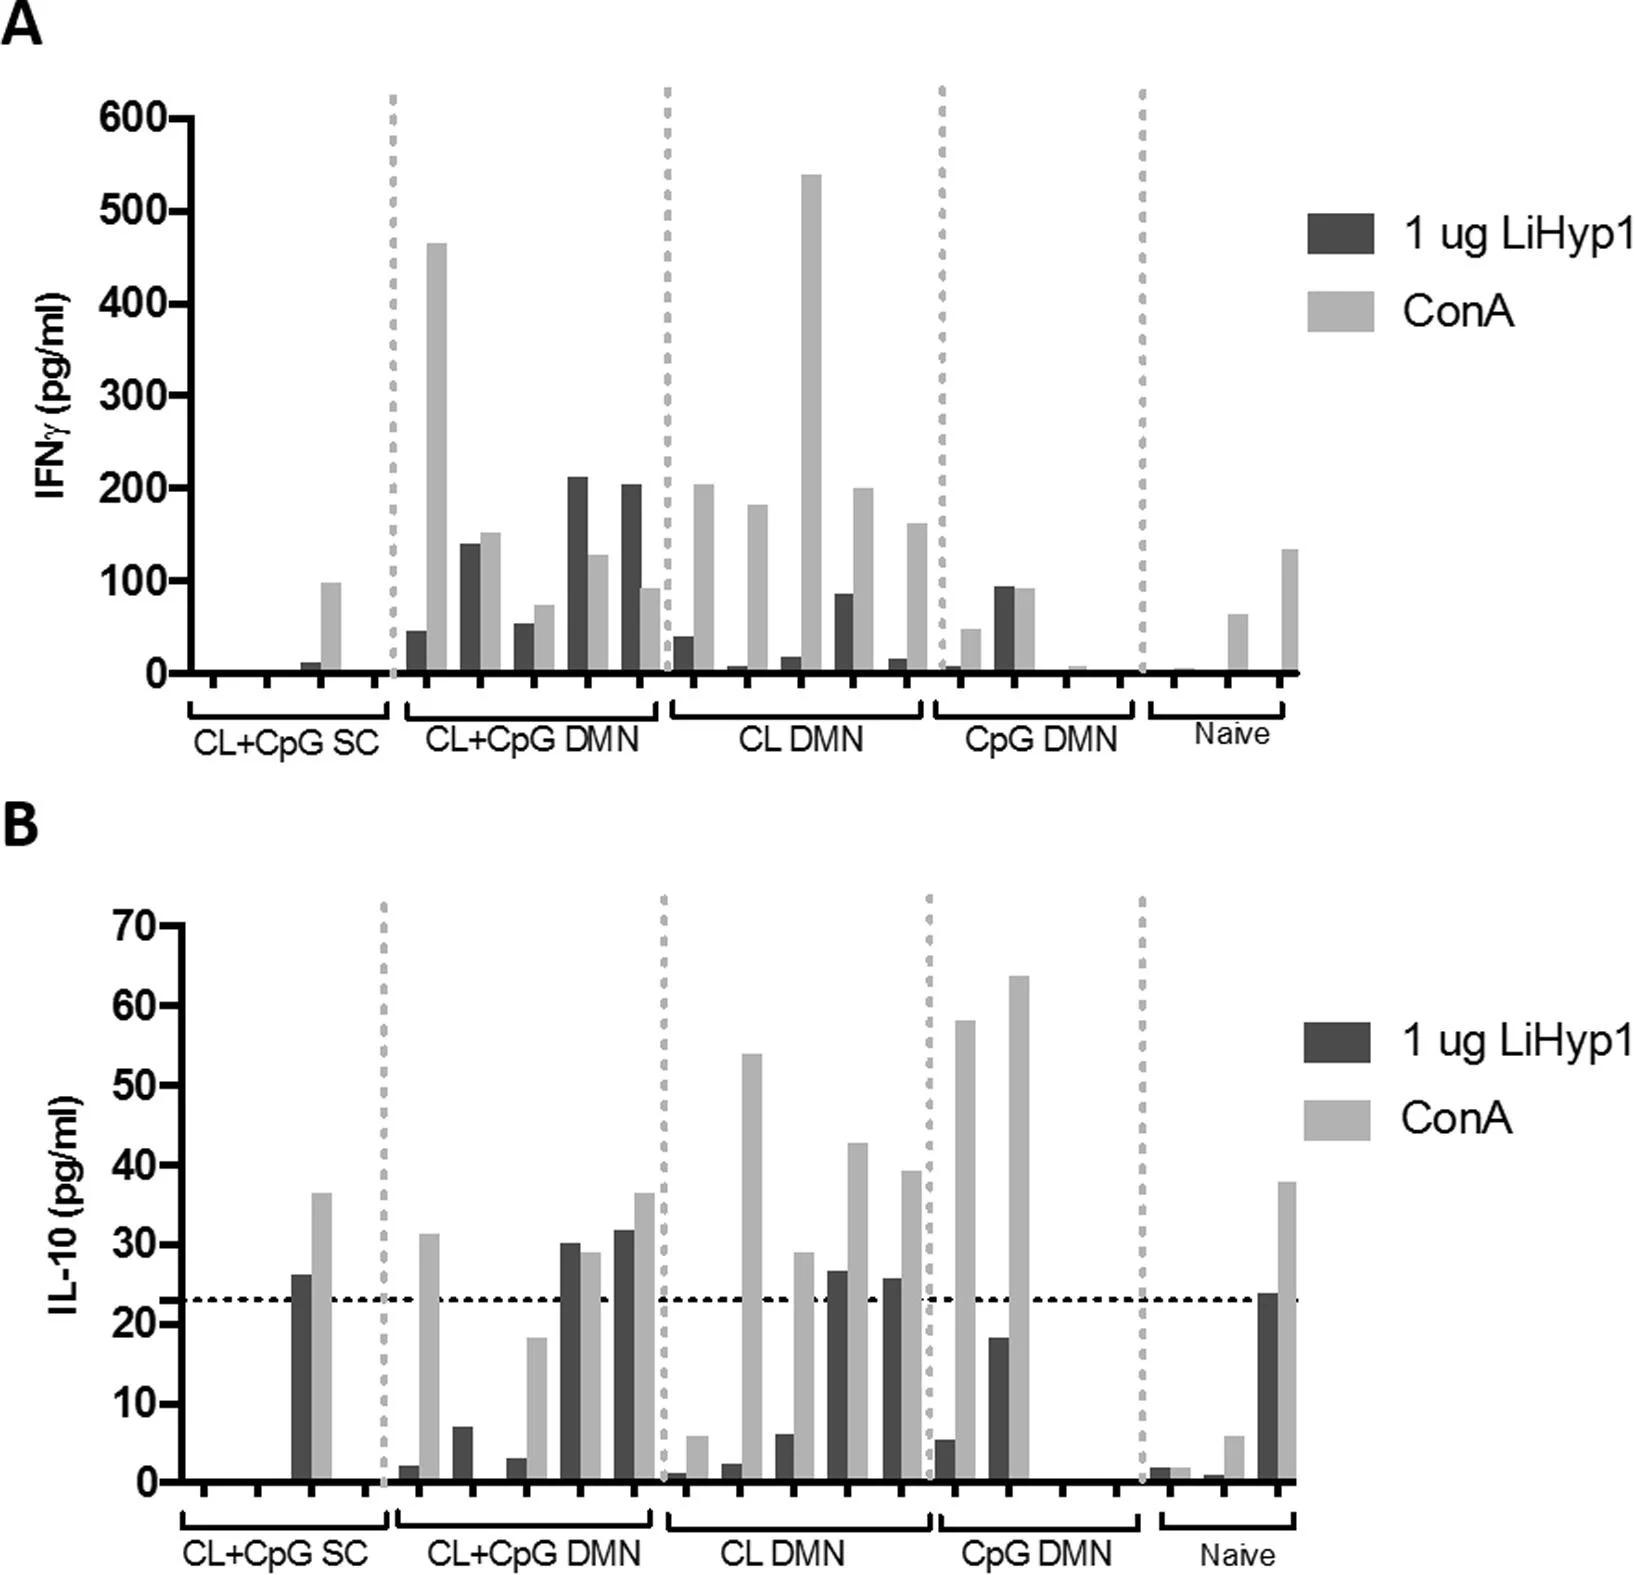 A
600
500
400
300
200
100
0
IFNγ (pg/ml)
1 ug LiHyp1
ConA
CL+CpG SC
CL+CpG DMN
CL DMN
CpG DMN
Naive
B
70
60
50
40
30
20
10
0
IL-10 (pg/ml)
1 ug LiHyp1
ConA
CL+CpG SC
CL+CpG DMN
CL DMN
CpG DMN
Naive